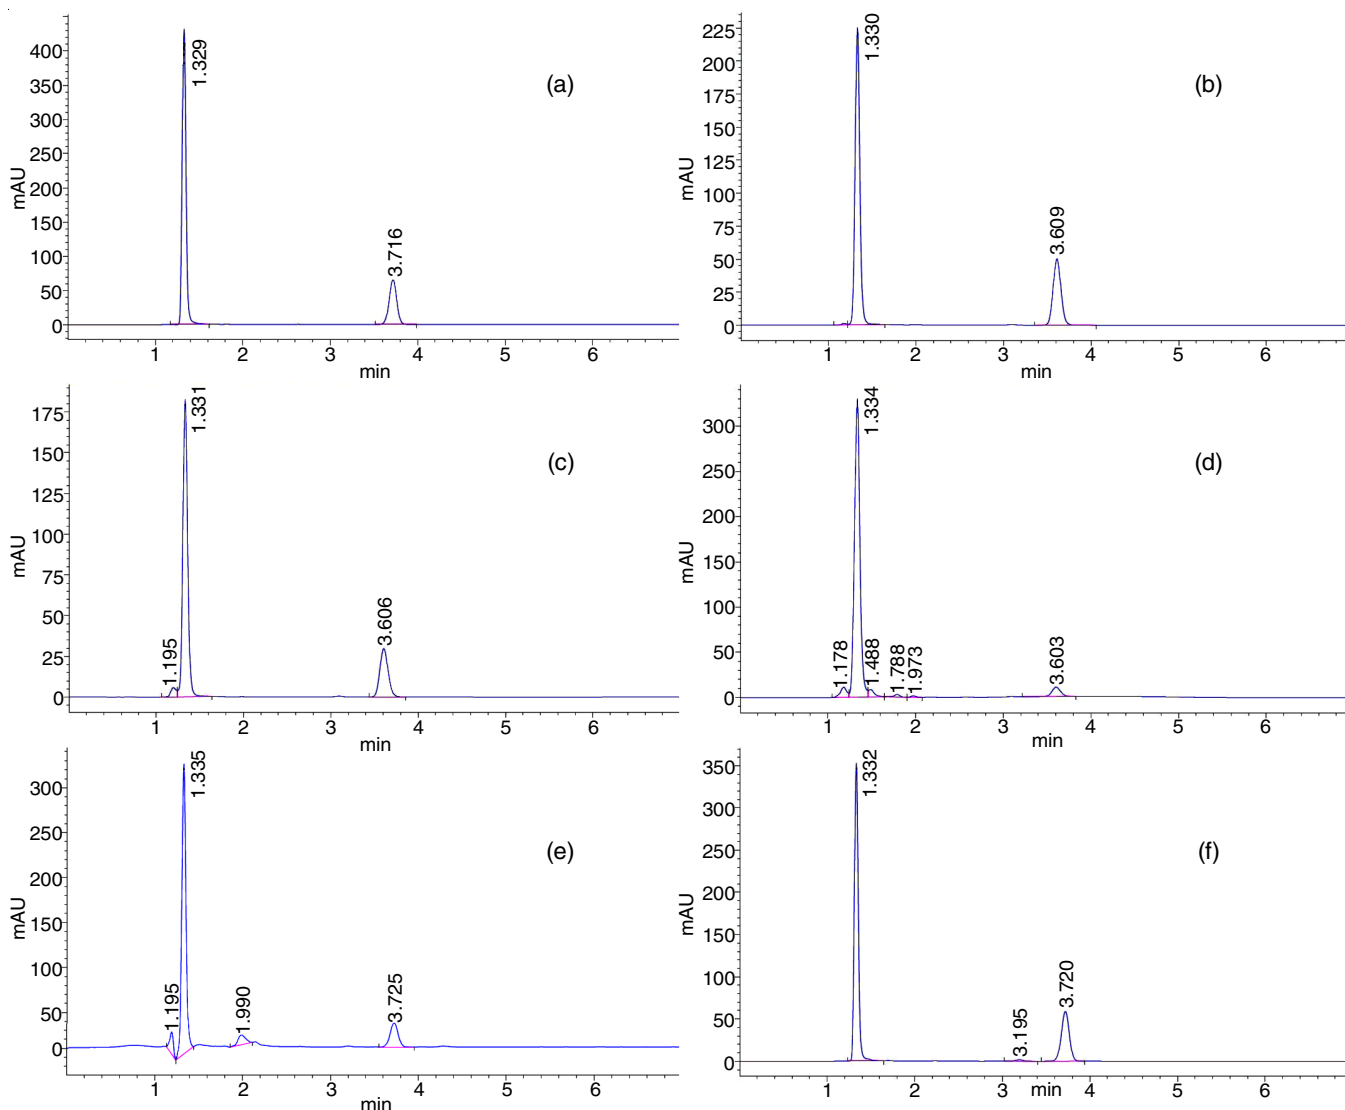 400
350
300
250
200
150
100
50
0
mAU
1.329
3.716
(a)
1 2 3 4 5 6
min
225
200
175
150
125
100
75
50
25
0
mAU
1.330
3.609
(b)
1 2 3 4 5 6
min
175
150
125
100
75
50
25
0
mAU
1.195
1.331
3.606
(c)
1 2 3 4 5 6
min
300
250
200
150
100
50
0
mAU
1.178
1.334
1.488
1.788
1.973
3.603
(d)
1 2 3 4 5 6
min
300
250
200
150
100
50
0
mAU
1.195
1.335
1.990
3.725
(e)
1 2 3 4 5 6
min
350
300
250
200
150
100
50
0
mAU
1.332
3.195
3.720
(f)
1 2 3 4 5 6
min